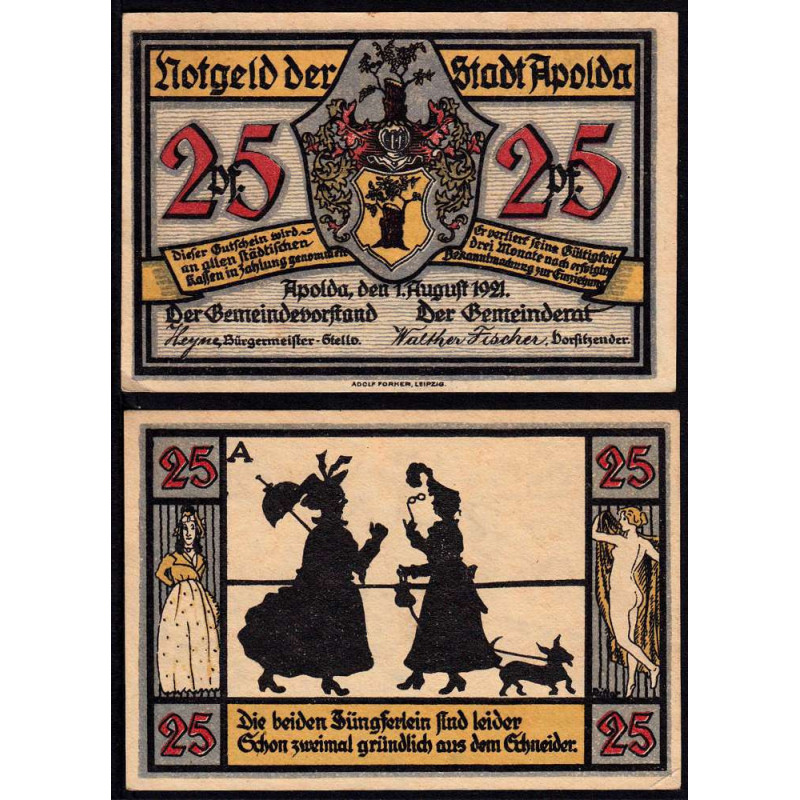 Notgeld der Stadt Apolda
25 Pf. 25 Pf.
H
Dieser Gutschein wird
an allen städtischen
Kassen in Zahlung genommen
Er verliert seine Gültigkeit
drei Monate nach erfolgter
Bekanntmachung zur Einziehung
Apolda, den 1. August 1921.
Der Gemeindevorstand Der Gemeinderat
Heyne, Bürgermeister-Stellv. Walther Fischer, Vorsitzender.
ADOLF FORKER, LEIPZIG.
25 A 25
Die beiden Jüngferlein sind leider
Schon zweimal gründlich aus dem Schneider.
25 25